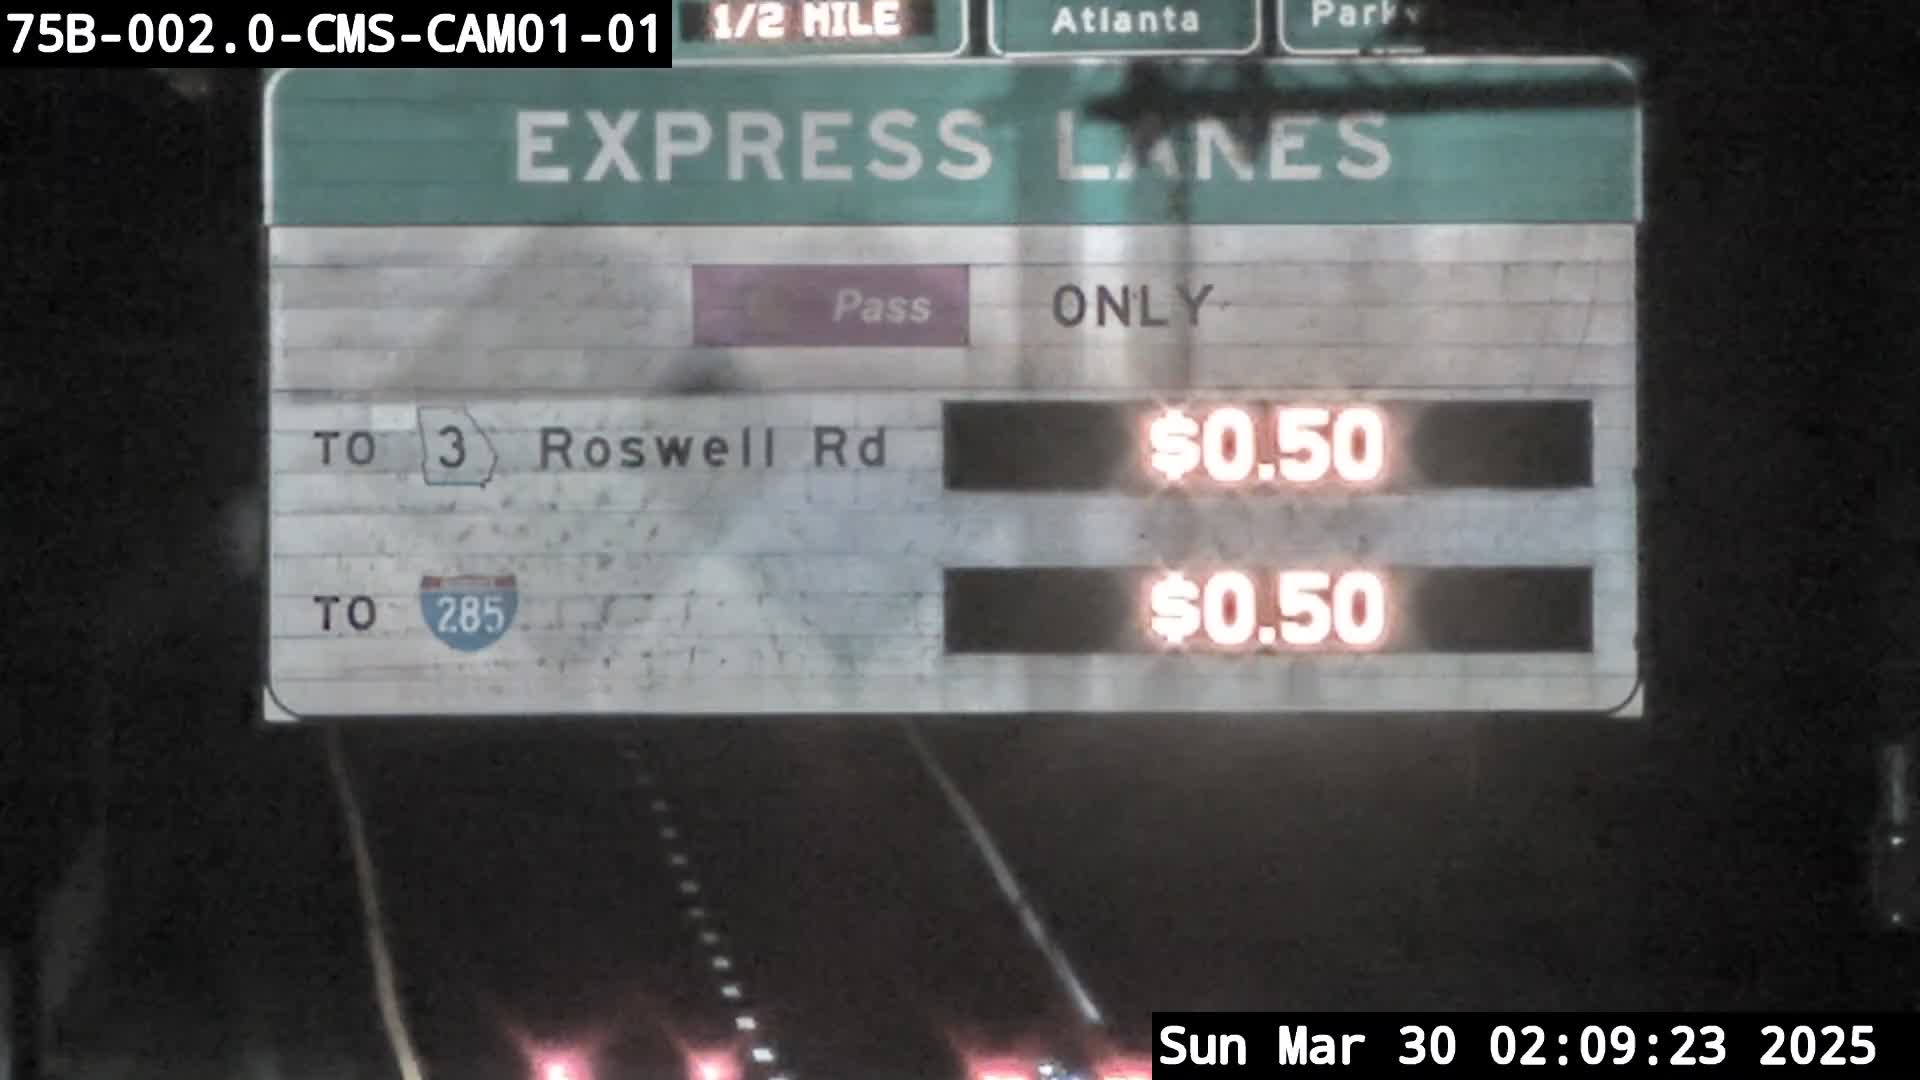 75B-002.0-CMS-CAM01-01
1/2 MILE
Atlanta
EXPRESS LANES
Pass ONLY
TO 3 Roswell Rd $0.50
TO 285 $0.50
Sun Mar 30 02:09:23 2025